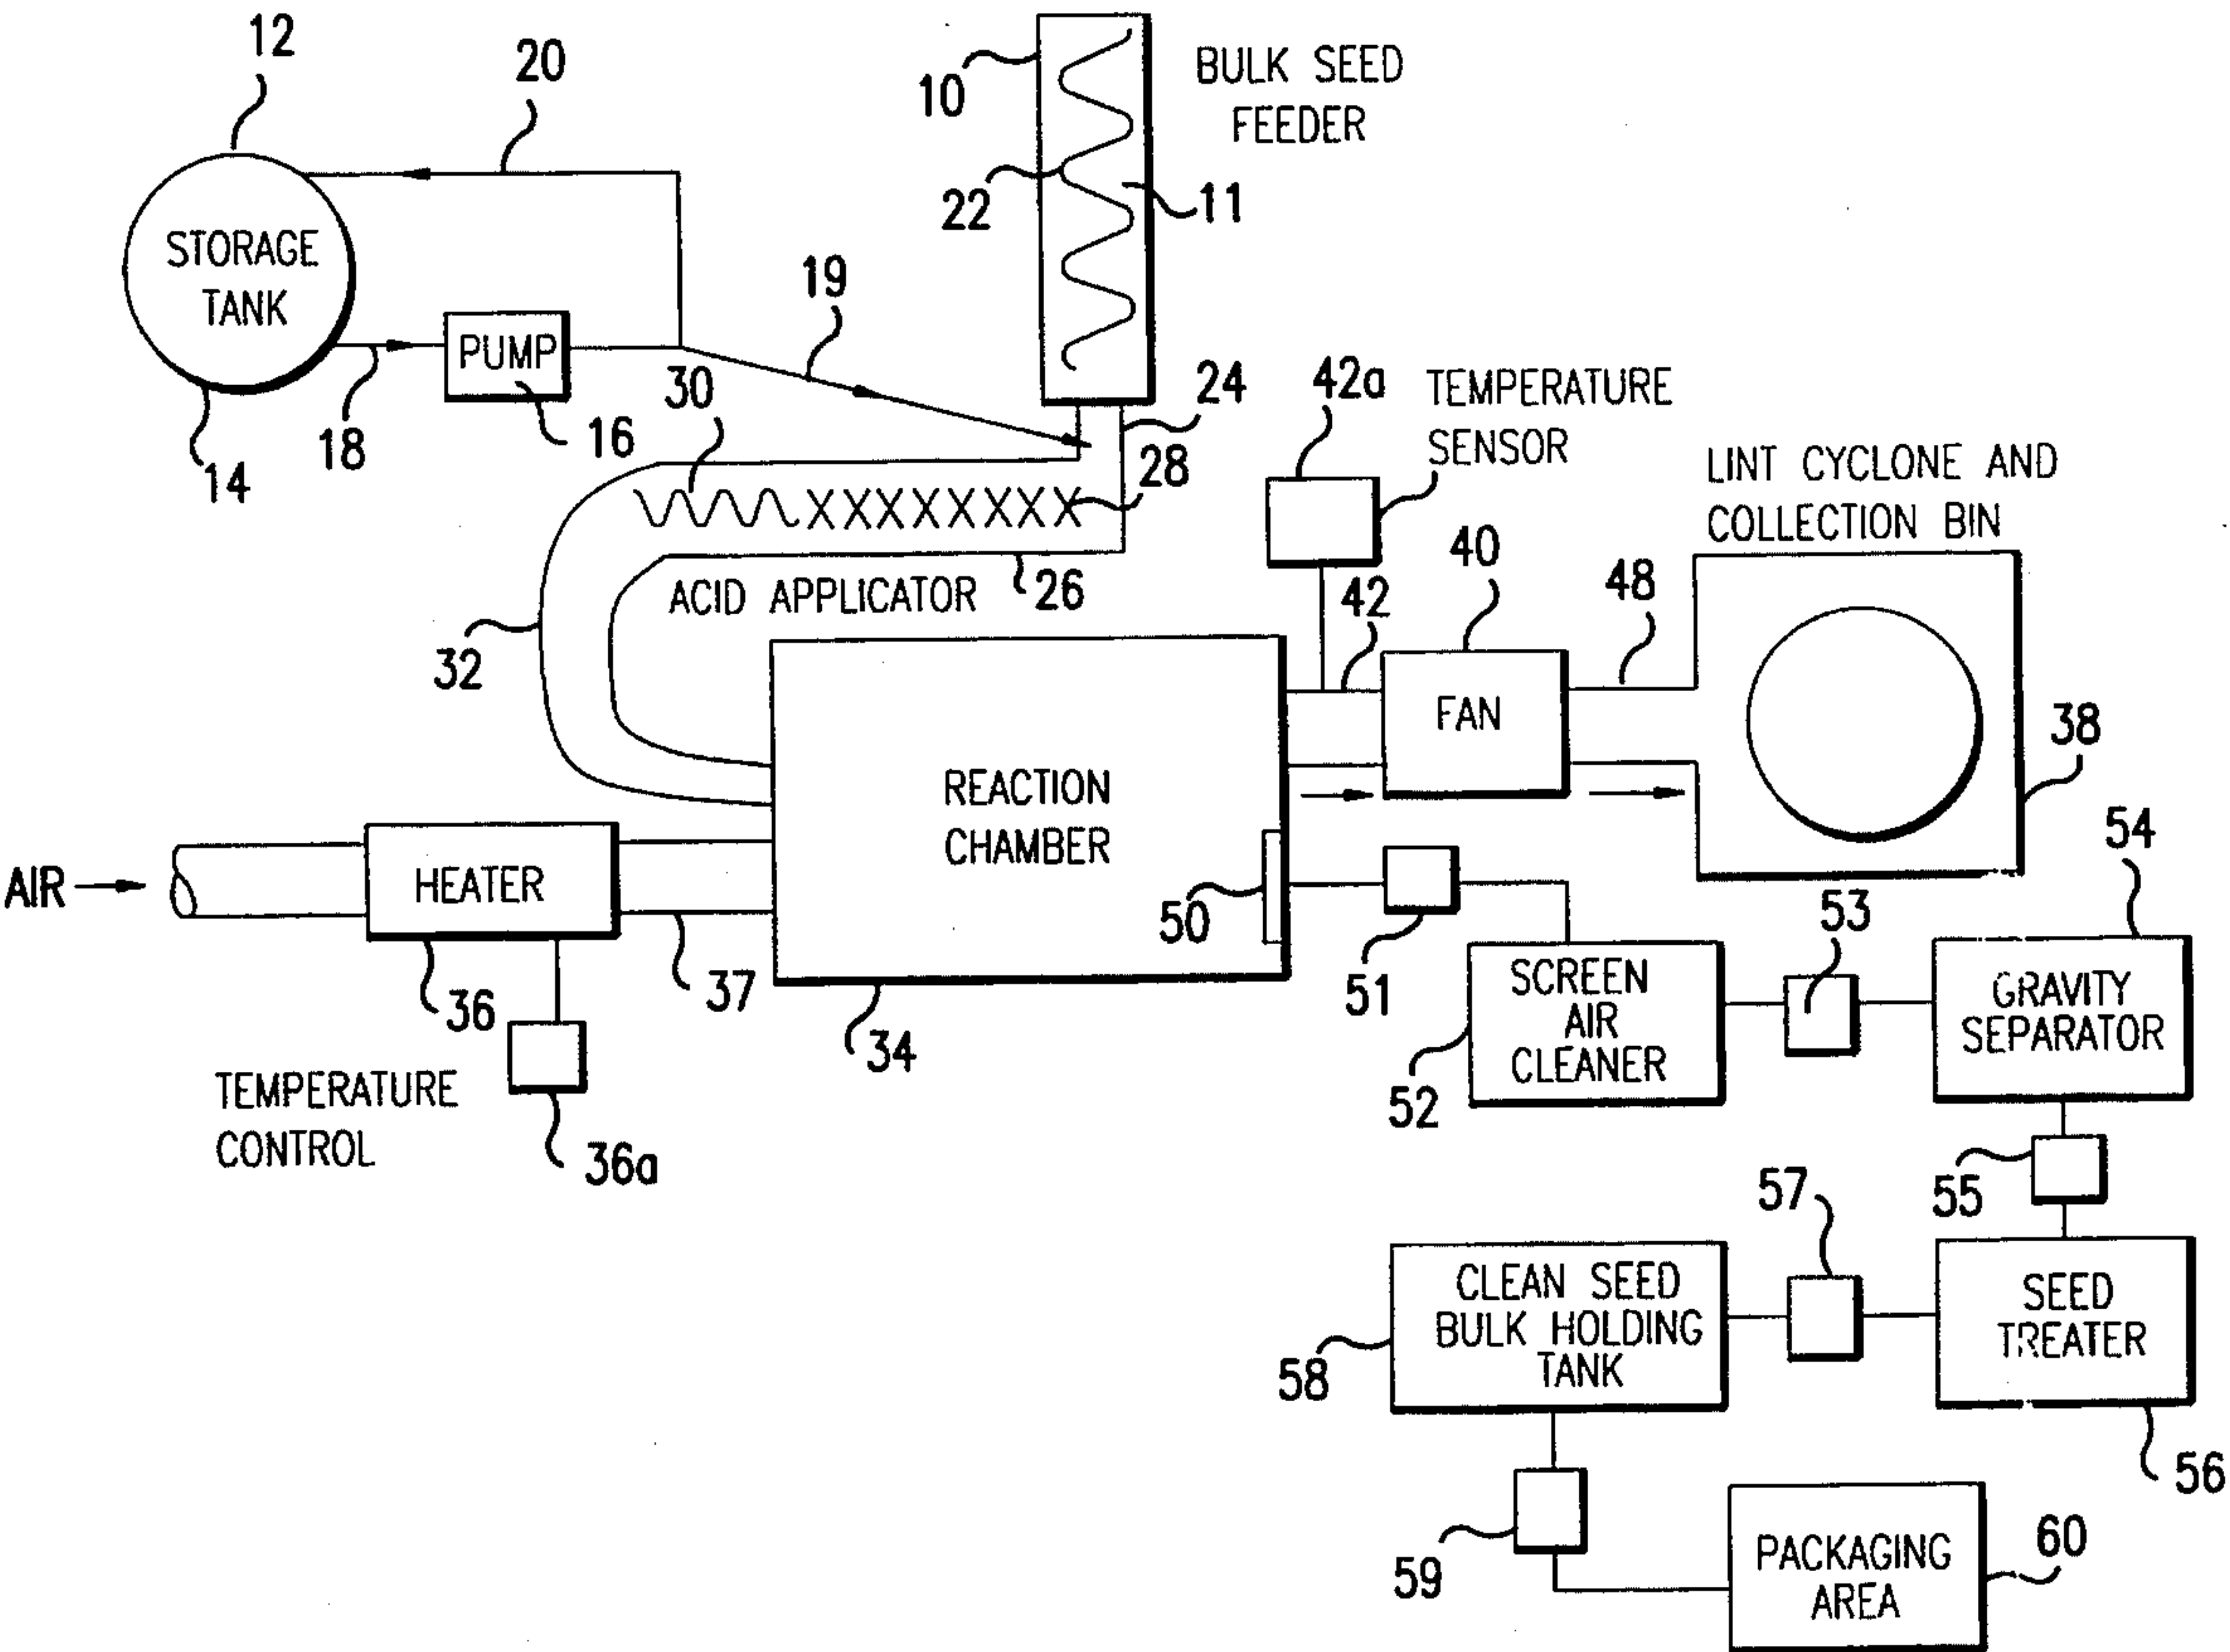 12
20
10
BULK SEED
FEEDER
22
11
STORAGE
TANK
19
PUMP
30
24
42a
TEMPERATURE
SENSOR
14
18
16
28
LINT CYCLONE AND
COLLECTION BIN
ACID APPLICATOR
26
42
40
48
32
FAN
38
REACTION
CHAMBER
54
AIR
HEATER
50
53
51
36
37
34
SCREEN
AIR
CLEANER
52
GRAVITY
SEPARATOR
TEMPERATURE
CONTROL
36a
55
57
CLEAN SEED
BULK HOLDING
TANK
58
SEED
TREATER
56
59
PACKAGING
AREA
60